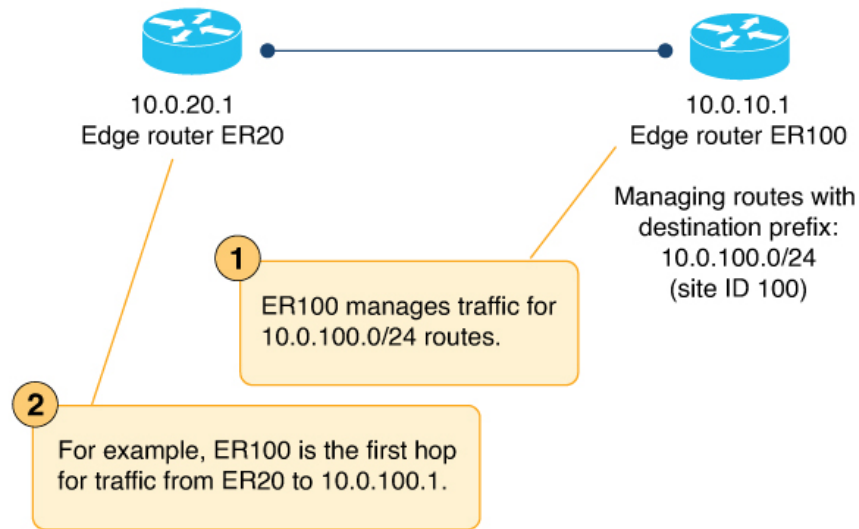 10.0.20.1
Edge router ER20
10.0.10.1
Edge router ER100
Managing routes with
destination prefix:
10.0.100.0/24
(site ID 100)
1
ER100 manages traffic for
10.0.100.0/24 routes.
2
For example, ER100 is the first hop
for traffic from ER20 to 10.0.100.1.